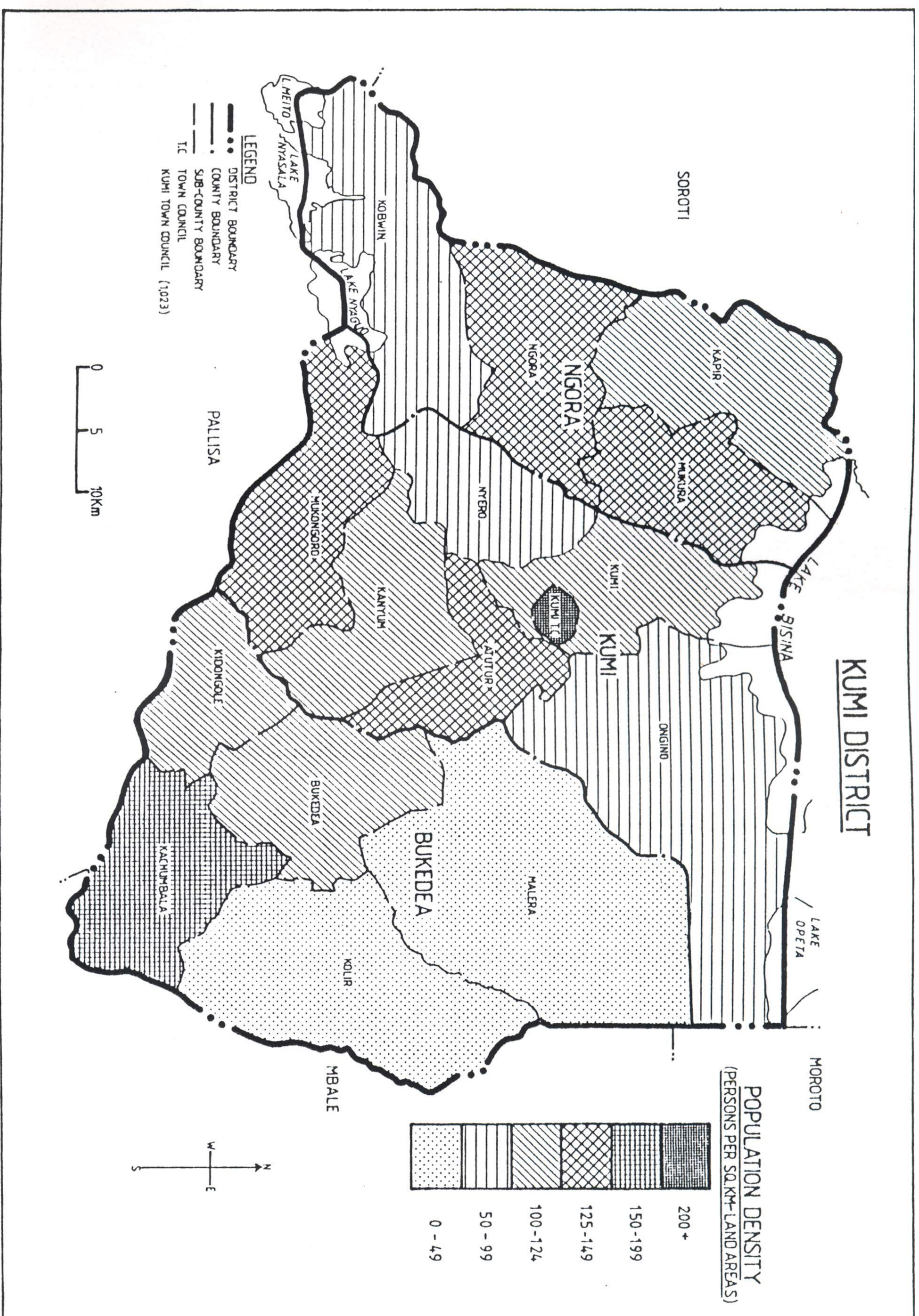 KUMI DISTRICT
SOROTI
MOROTO
LAKE
BISINA
LAKE
OPETA
KAPIR
MUKURA
NGORA
NGORA
KOBWIN
NYERO
KUMI
KUMI T.C
KUMI
ONGINO
ATUTUR
KANYUM
MUKONGORO
MALERA
BUKEDEA
BUKEDEA
KIDONGOLE
KACHUMBALA
KOLIR
L.MEITO
LAKE
NYASALA
LAKE NYAGUO
PALLISA
MBALE
LEGEND
DISTRICT BOUNDARY
COUNTY BOUNDARY
SUB-COUNTY BOUNDARY
T.C TOWN COUNCIL
KUMI TOWN COUNCIL (1,023)
0 5 10Km
POPULATION DENSITY
(PERSONS PER SQ.KM-LAND AREAS)
200+
150-199
125-149
100-124
50 - 99
0 - 49
N
W E
S